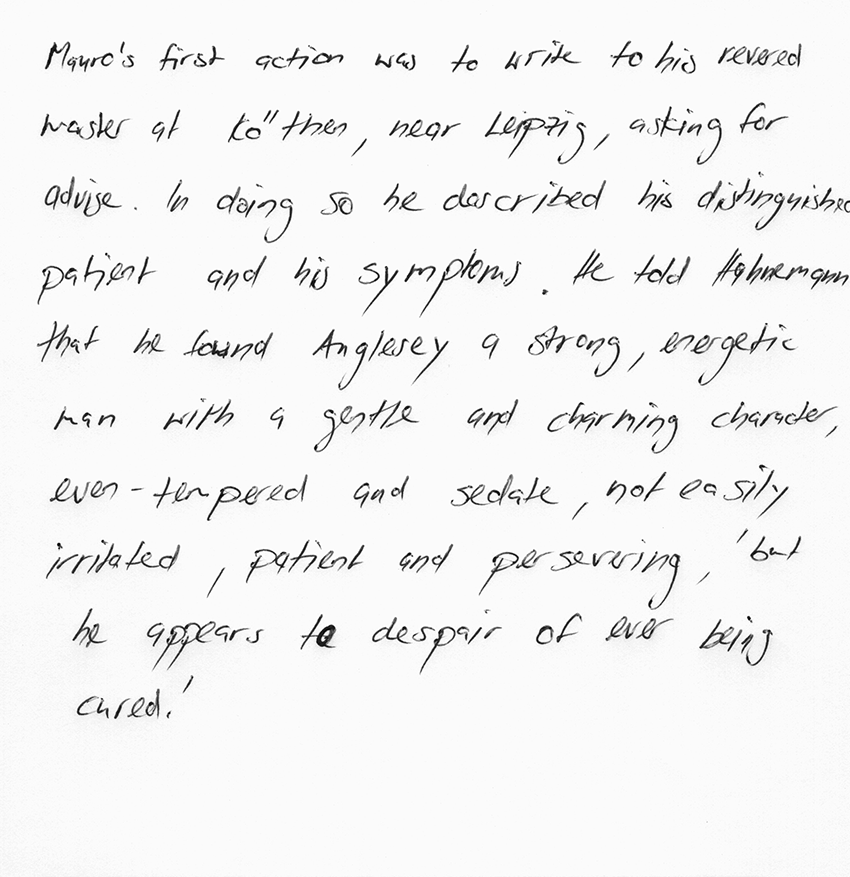 Mauro's first action was to write to his revered
master at Kö"then, near Leipzig, asking for
advise. In doing so he described his distinguished
patient and his symptoms. He told Hahnemann
that he found Anglesey a strong, energetic
man with a gentle and charming character,
even-tempered and sedate, not easily
irritated, patient and persevering, 'but
he appears to despair of ever being
cured.'